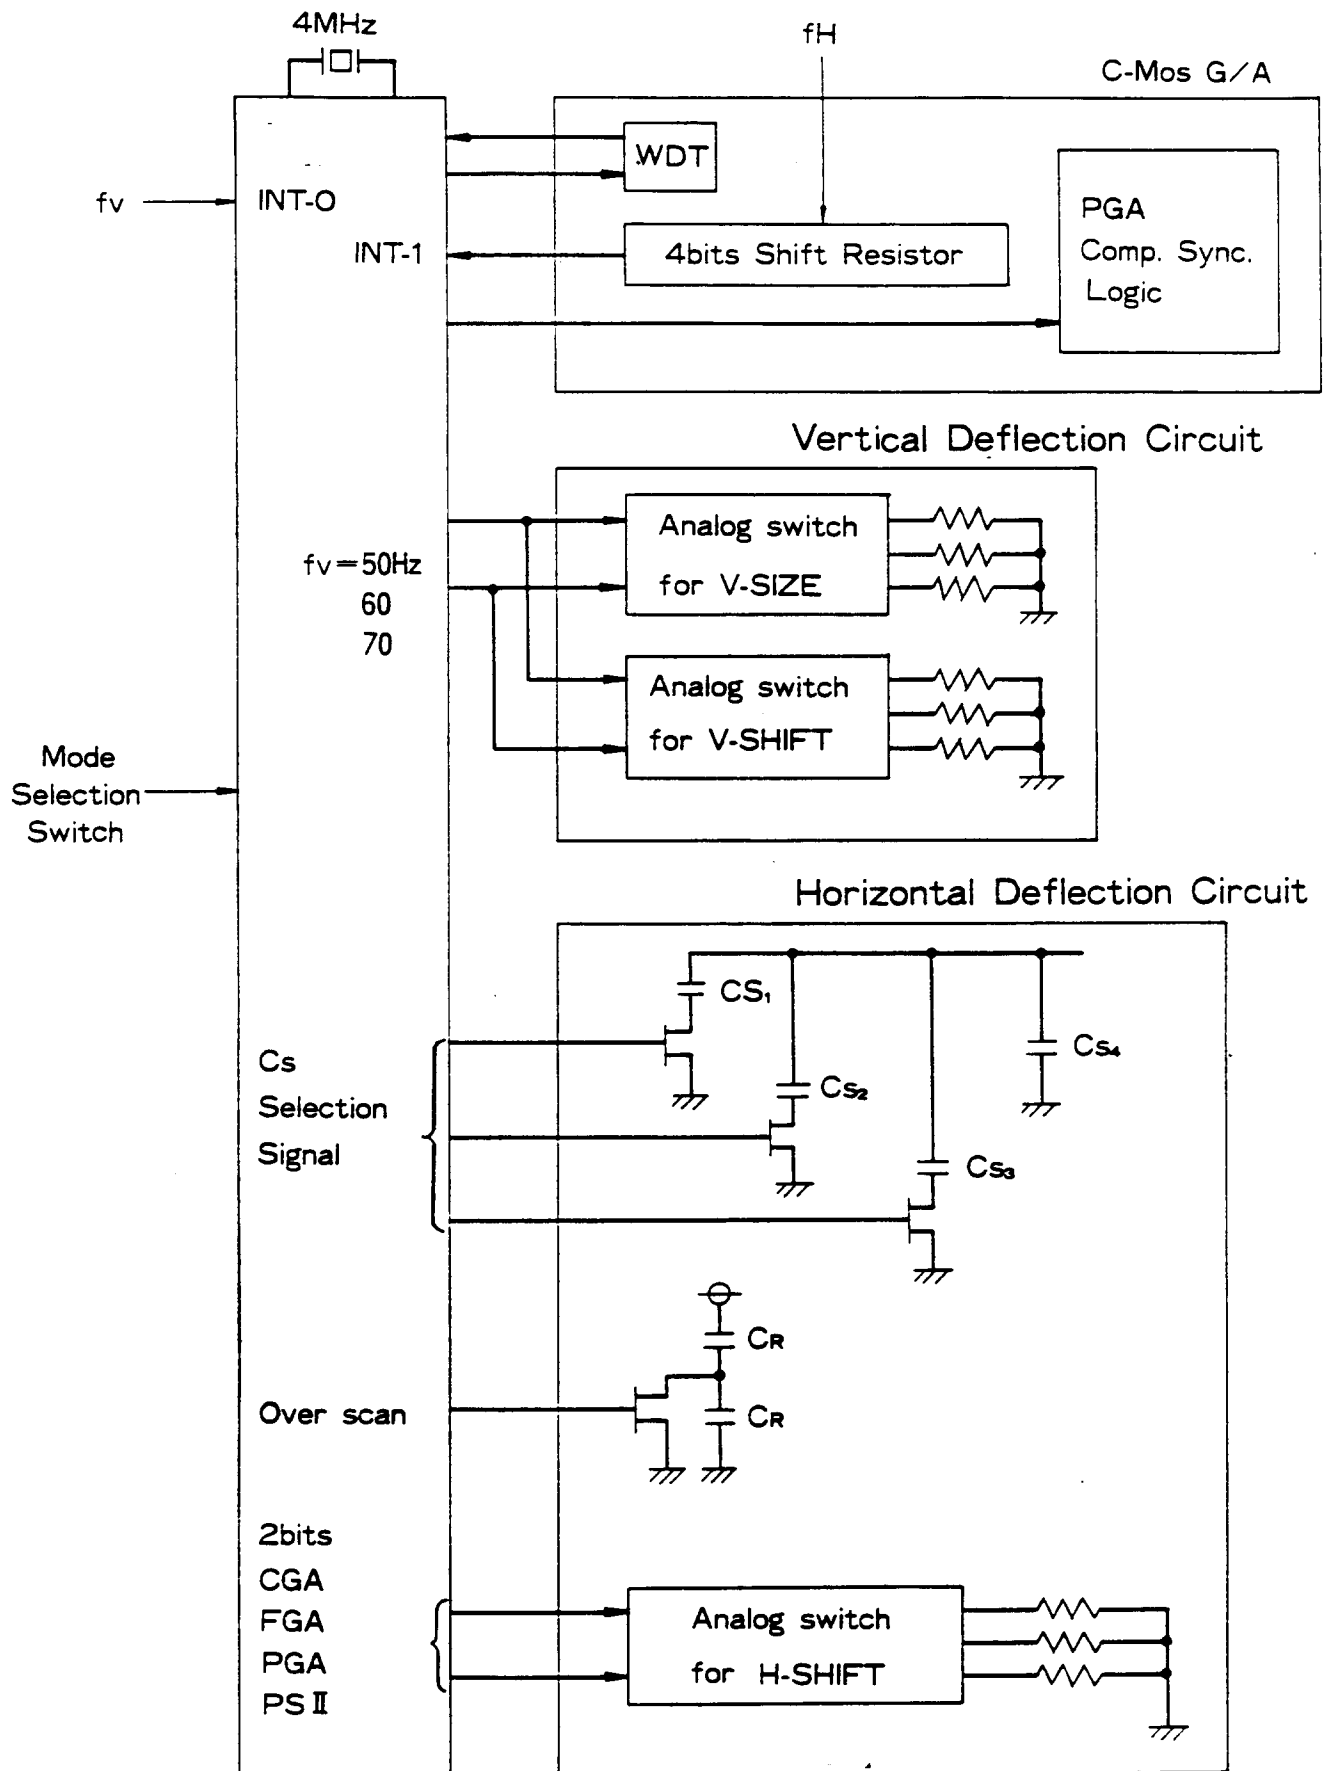 4MHz
fH
C-Mos G/A
WDT
fv
INT-0
INT-1
4bits Shift Resistor
PGA
Comp. Sync.
Logic
Vertical Deflection Circuit
Analog switch
for V-SIZE
fv=50Hz
60
70
Analog switch
for V-SHIFT
Mode
Selection
Switch
Horizontal Deflection Circuit
CS1
Cs2
Cs3
Cs4
Cs
Selection
Signal
CR
CR
Over scan
2bits
CGA
FGA
PGA
PSⅡ
Analog switch
for H-SHIFT